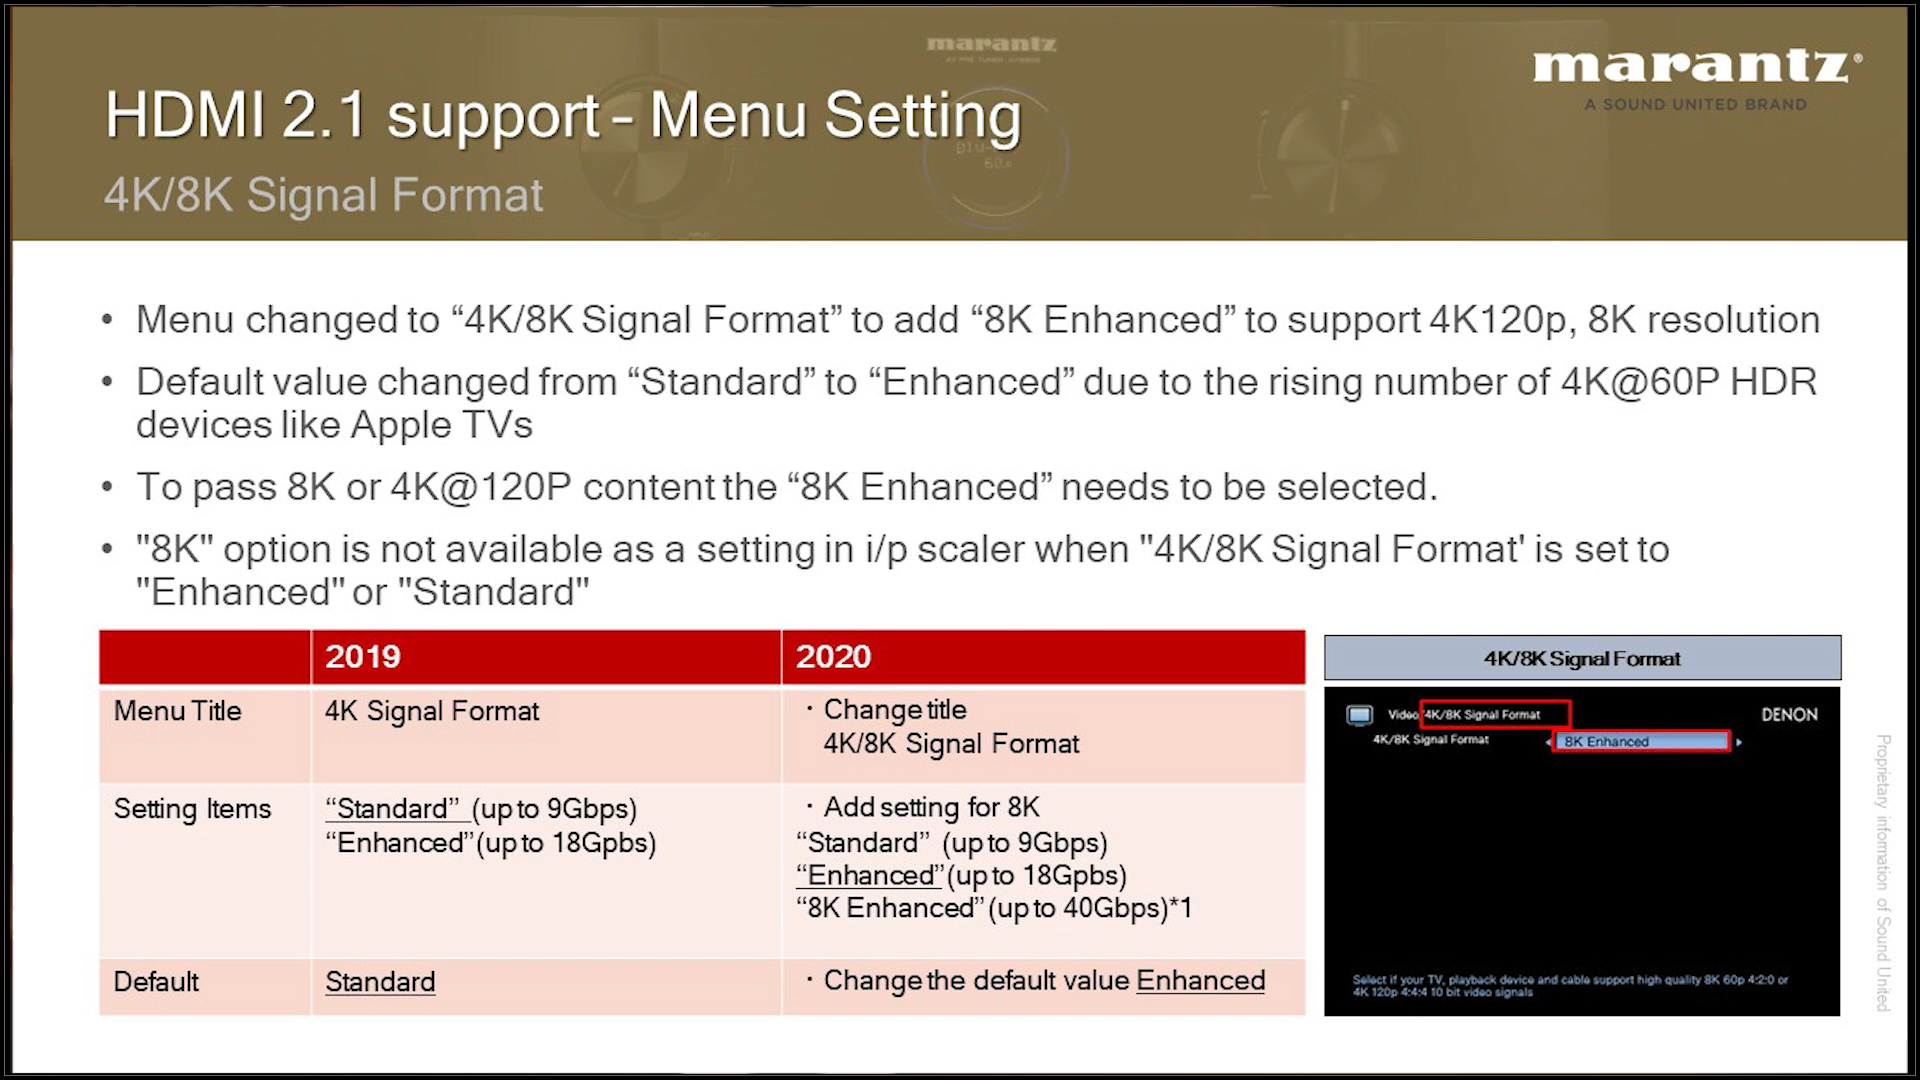 marantz
AV PRE TUNER AV8805
marantz
A SOUND UNITED BRAND
HDMI 2.1 support – Menu Setting
4K/8K Signal Format
• Menu changed to “4K/8K Signal Format” to add “8K Enhanced” to support 4K120p, 8K resolution
• Default value changed from “Standard” to “Enhanced” due to the rising number of 4K@60P HDR
devices like Apple TVs
• To pass 8K or 4K@120P content the “8K Enhanced” needs to be selected.
• "8K" option is not available as a setting in i/p scaler when "4K/8K Signal Format' is set to
"Enhanced" or "Standard"
2019 2020
Menu Title 4K Signal Format ・Change title
4K/8K Signal Format
Setting Items “Standard” (up to 9Gbps) ・Add setting for 8K
“Enhanced” (up to 18Gpbs) “Standard” (up to 9Gbps)
“Enhanced” (up to 18Gpbs)
“8K Enhanced” (up to 40Gbps)*1
Default Standard ・Change the default value Enhanced
4K/8K Signal Format
Video/4K/8K Signal Format DENON
4K/8K Signal Format 8K Enhanced
Select if your TV, playback device and cable support high quality 8K 60p 4:2:0 or
4K 120p 4:4:4 10 bit video signals
Proprietary information of Sound United